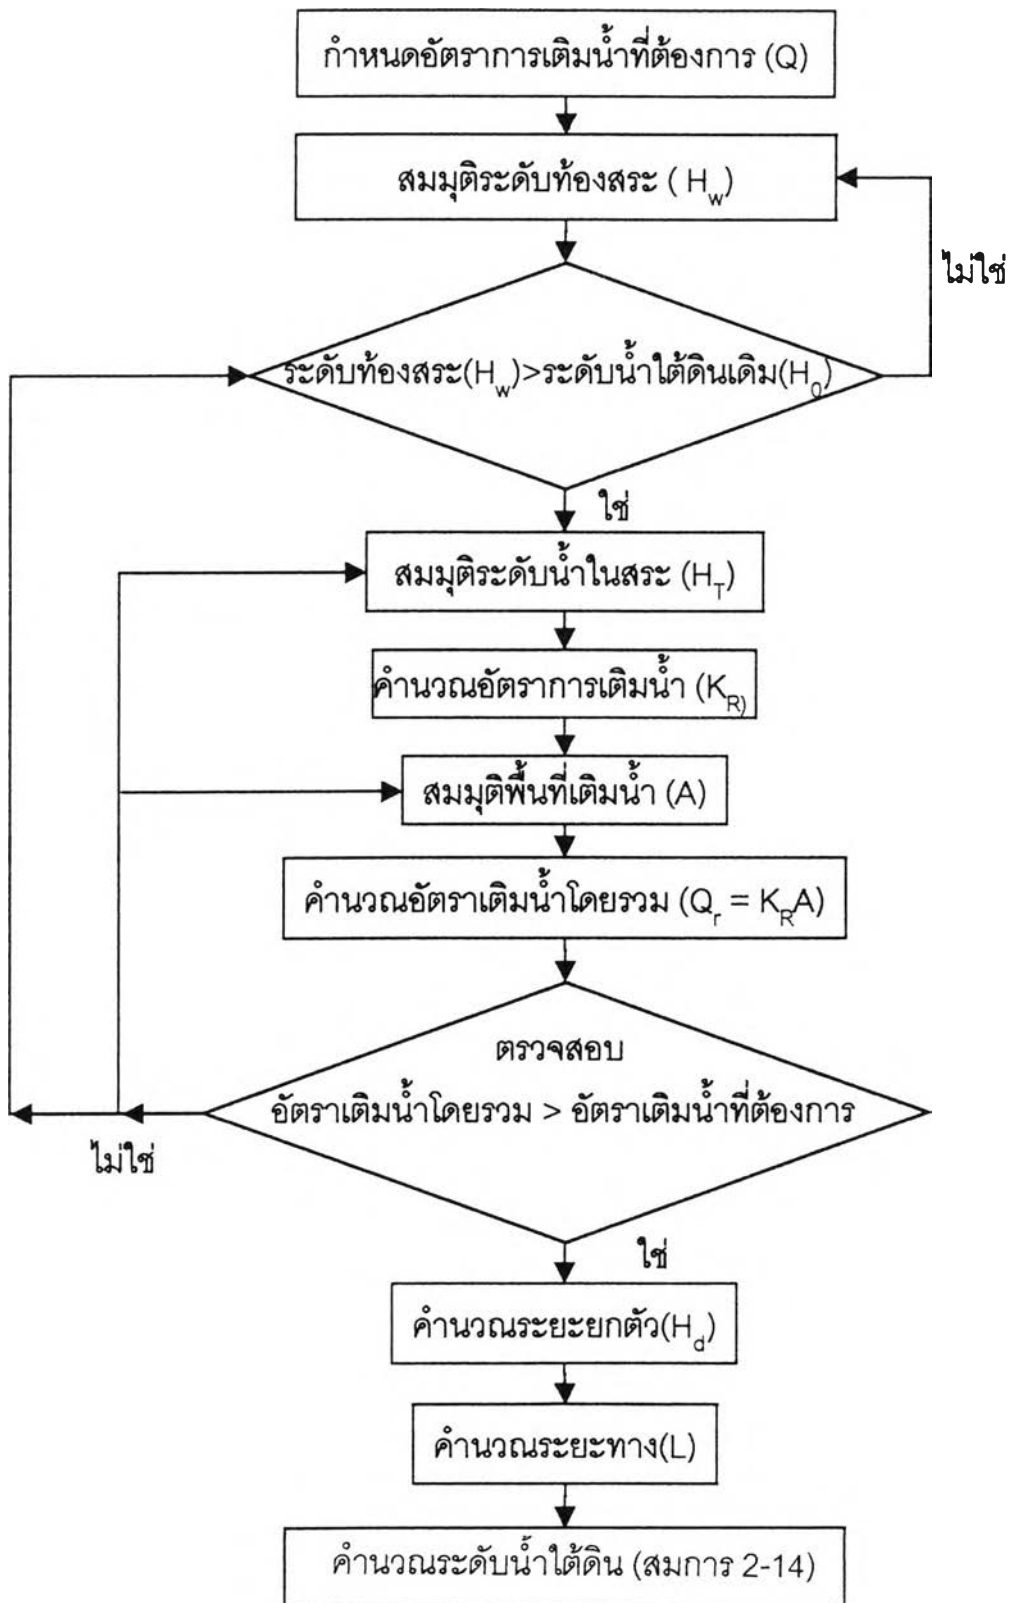 กำหนดอัตราการเติมน้ำที่ต้องการ (Q)
สมมุติระดับท้องสระ ( H_w)
ไม่ใช่
ระดับท้องสระ(H_w)>ระดับน้ำใต้ดินเดิม(H_0)
ใช่
สมมุติระดับน้ำในสระ (H_T)
คำนวณอัตราการเติมน้ำ (K_R)
สมมุติพื้นที่เติมน้ำ (A)
คำนวณอัตราเติมน้ำโดยรวม (Q_r = K_RA)
ตรวจสอบ
อัตราเติมน้ำโดยรวม > อัตราเติมน้ำที่ต้องการ
ไม่ใช่
ใช่
คำนวณระยะยกตัว(H_d)
คำนวณระยะทาง(L)
คำนวณระดับน้ำใต้ดิน (สมการ 2-14)